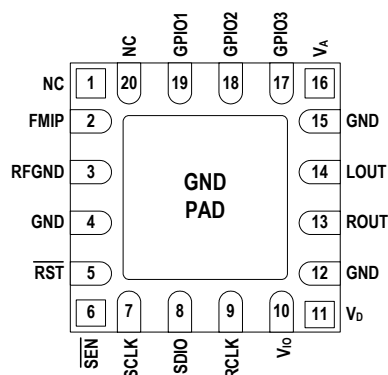 NC
GPIO1
GPIO2
GPIO3
VA
NC 1 20 19 18 17 16
FMIP 2 15 GND
RFGND 3 14 LOUT
GND PAD
GND 4 13 ROUT
RST 5 12 GND
6 7 8 9 10 11 VD
SEN
SCLK
SDIO
RCLK
VIO